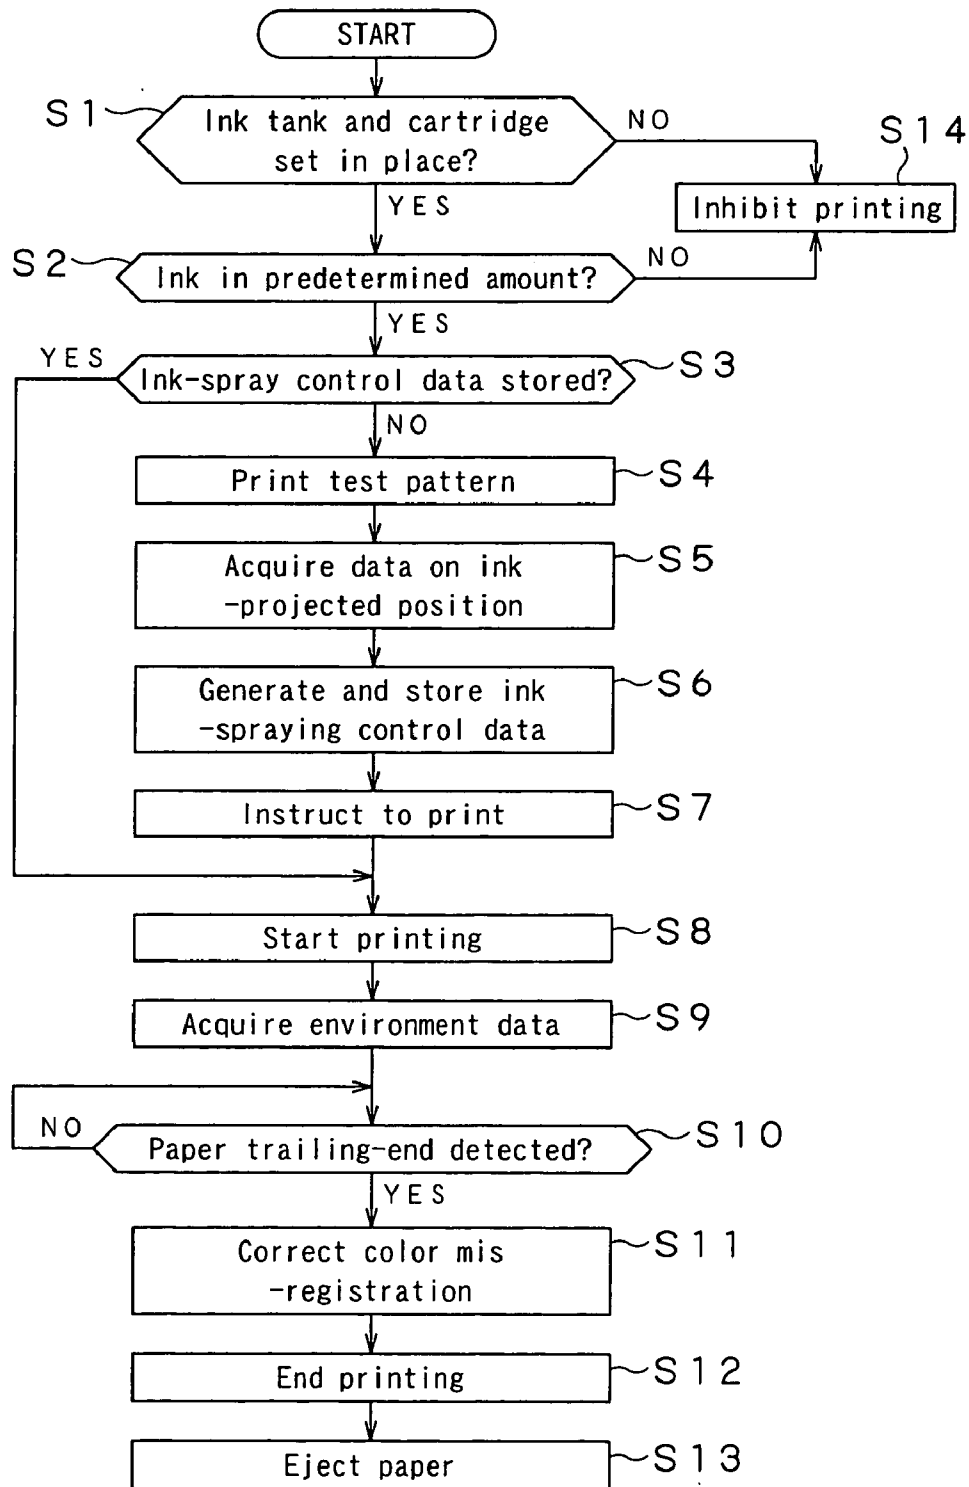 START
S1
Ink tank and cartridge
set in place?
NO
S14
Inhibit printing
YES
S2
Ink in predetermined amount?
NO
YES
YES
Ink-spray control data stored?
S3
NO
Print test pattern
S4
Acquire data on ink
-projected position
S5
Generate and store ink
-spraying control data
S6
Instruct to print
S7
Start printing
S8
Acquire environment data
S9
NO
Paper trailing-end detected?
S10
YES
Correct color mis
-registration
S11
End printing
S12
Eject paper
S13